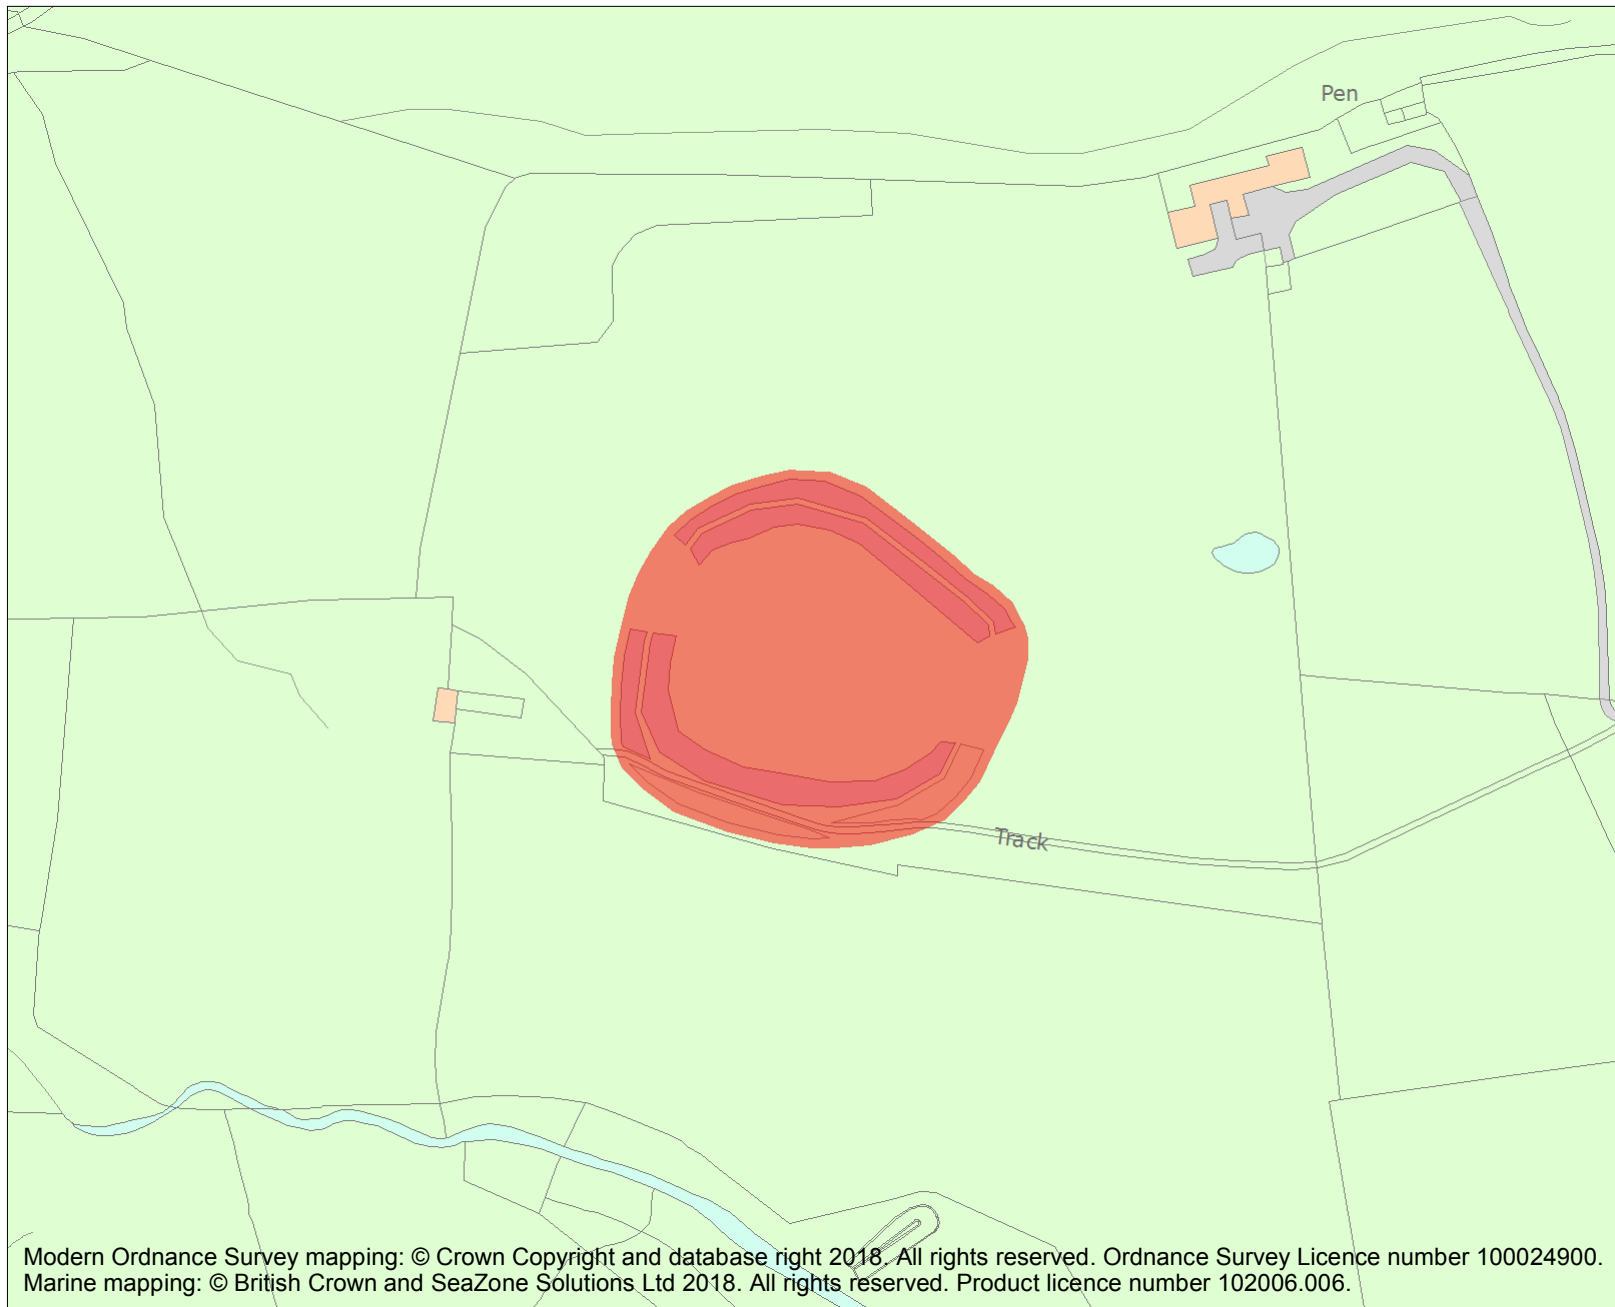 Pen
Track
Modern Ordnance Survey mapping: © Crown Copyright and database right 2018. All rights reserved. Ordnance Survey Licence number 100024900.
Marine mapping: © British Crown and SeaZone Solutions Ltd 2018. All rights reserved. Product licence number 102006.006.